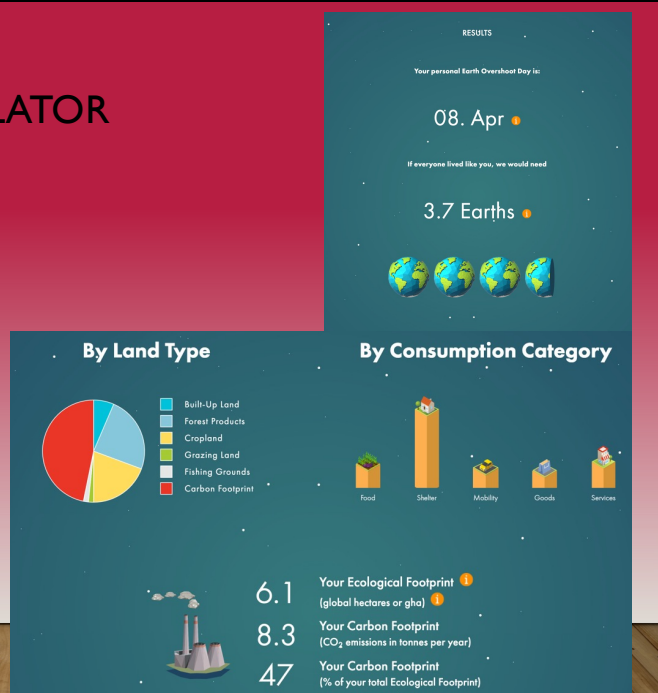 LATOR
RESULTS
Your personal Earth Overshoot Day is:
08. Apr
If everyone lived like you, we would need
3.7 Earths
By Land Type
Built-Up Land
Forest Products
Cropland
Grazing Land
Fishing Grounds
Carbon Footprint
By Consumption Category
Food
Shelter
Mobility
Goods
Services
6.1
Your Ecological Footprint
(global hectares or gha)
8.3
Your Carbon Footprint
(CO₂ emissions in tonnes per year)
47
Your Carbon Footprint
(% of your total Ecological Footprint)